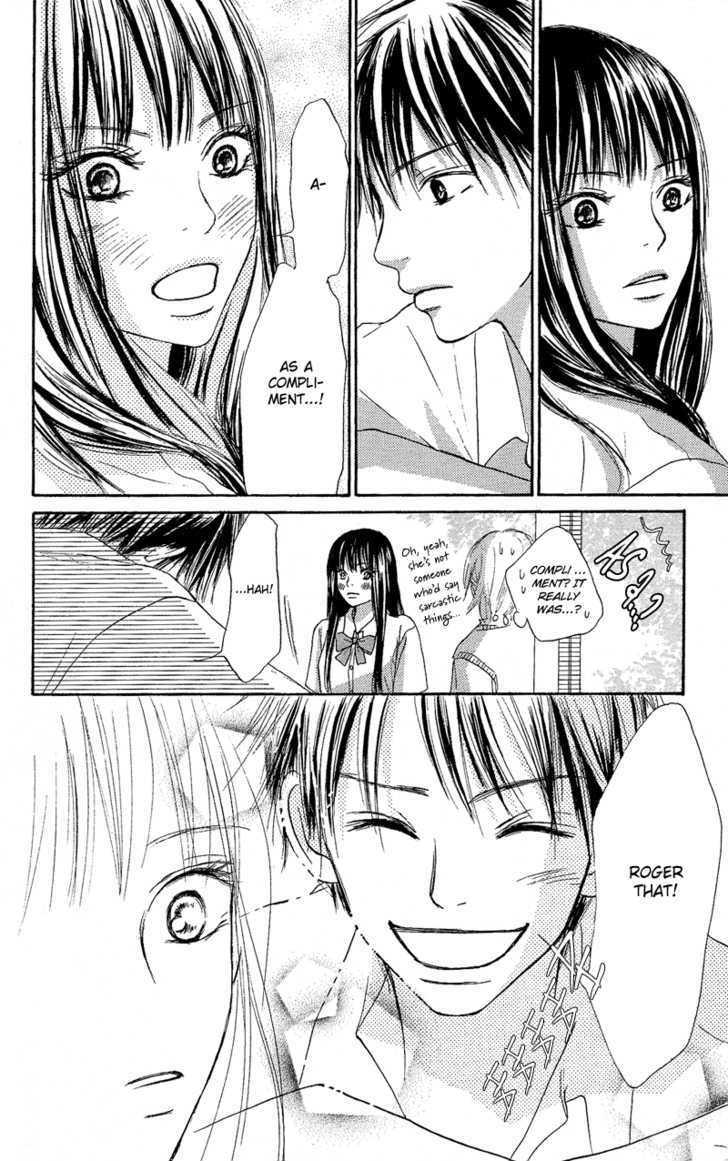 A-
AS A
COMPLI-
MENT...!
COMPLI ...
MENT? IT
REALLY
WAS...?
Oh, yeah,
she's not
someone
who'd say
sarcastic
things...
...HAH!
ROGER
THAT!